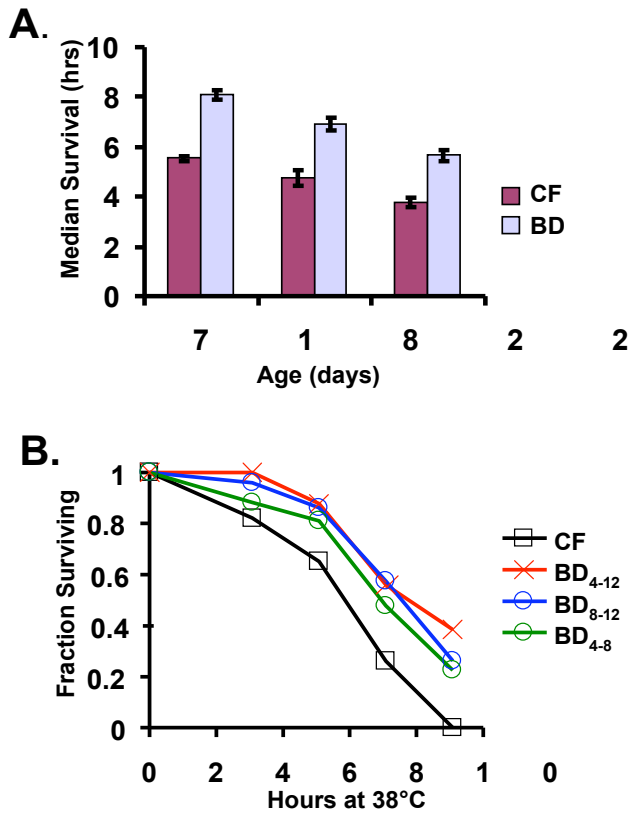 A.
Median Survival (hrs)
10
8
6
4
2
0
CF
BD
7 1 8 2 2
Age (days)
B.
Fraction Surviving
1
0.8
0.6
0.4
0.2
0
CF
BD4-12
BD8-12
BD4-8
0 2 4 6 8 1 0
Hours at 38°C